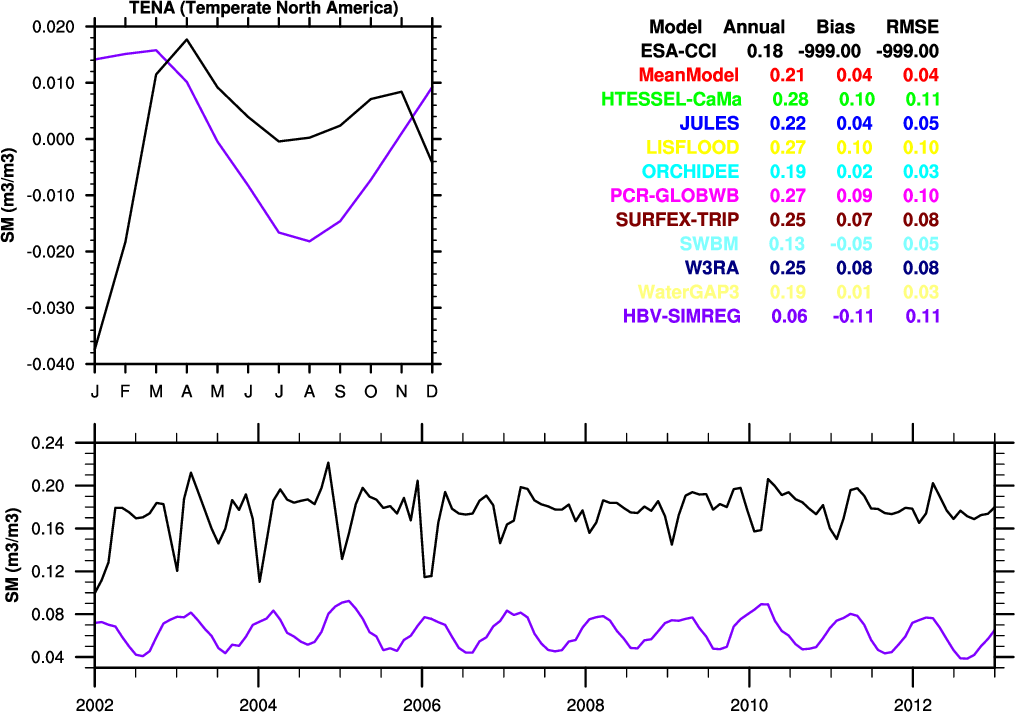 TENA (Temperate North America)
0.020
0.010
0.000
-0.010
-0.020
-0.030
-0.040
SM (m3/m3)
J F M A M J J A S O N D
Model Annual Bias RMSE
ESA-CCI 0.18 -999.00 -999.00
MeanModel 0.21 0.04 0.04
HTESSEL-CaMa 0.28 0.10 0.11
JULES 0.22 0.04 0.05
LISFLOOD 0.27 0.10 0.10
ORCHIDEE 0.19 0.02 0.03
PCR-GLOBWB 0.27 0.09 0.10
SURFEX-TRIP 0.25 0.07 0.08
SWBM 0.13 -0.05 0.05
W3RA 0.25 0.08 0.08
WaterGAP3 0.19 0.01 0.03
HBV-SIMREG 0.06 -0.11 0.11
0.24
0.20
0.16
0.12
0.08
0.04
SM (m3/m3)
2002 2004 2006 2008 2010 2012